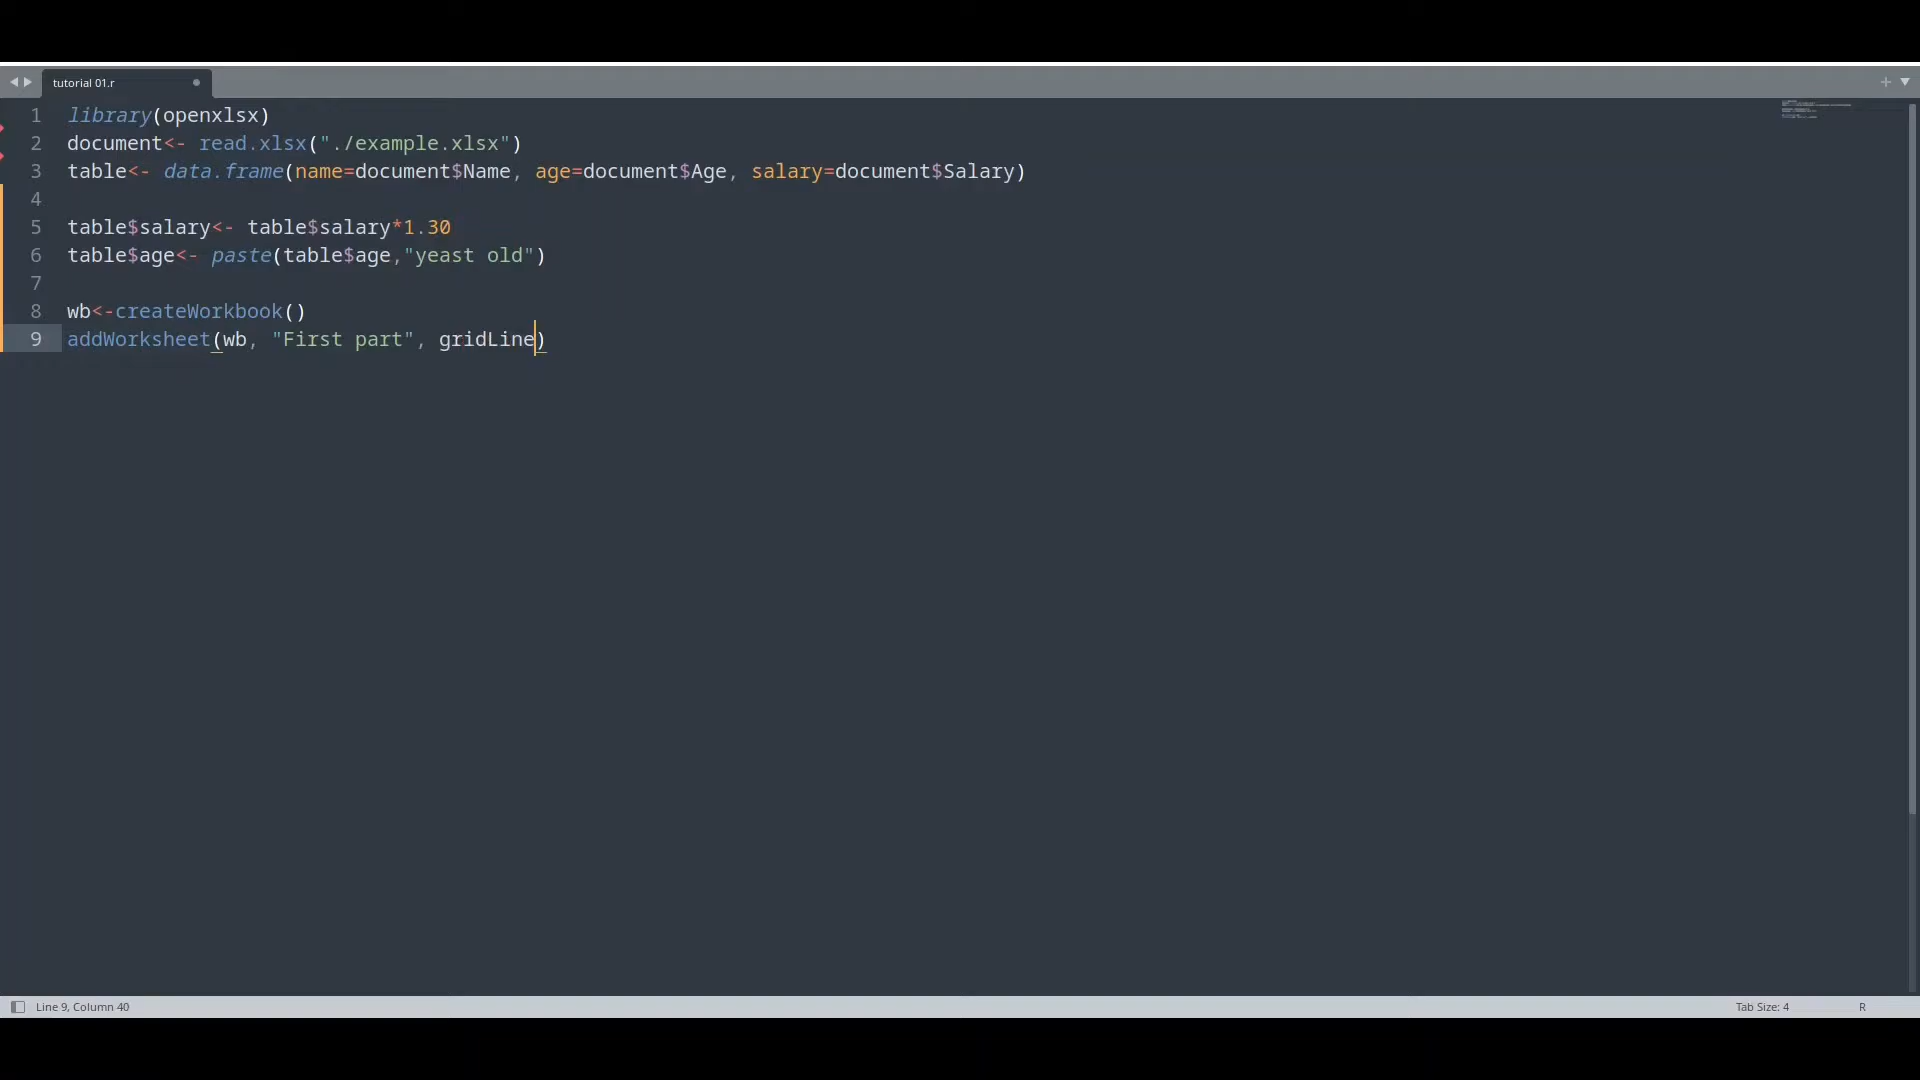 tutorial 01.r
1 library(openxlsx)
2 document<- read.xlsx("./example.xlsx")
3 table<- data.frame(name=document$Name, age=document$Age, salary=document$Salary)
4
5 table$salary<- table$salary*1.30
6 table$age<- paste(table$age,"yeast old")
7
8 wb<-createWorkbook()
9 addWorksheet(wb, "First part", gridLine)
Line 9, Column 40
Tab Size: 4
R